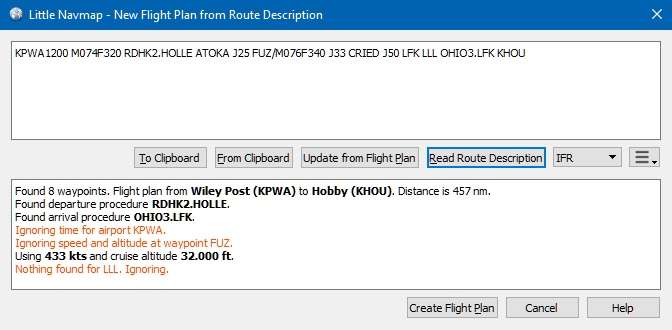 Little Navmap - New Flight Plan from Route Description
KPWA1200 M074F320 RDHK2.HOLLE ATOKA J25 FUZ/M076F340 J33 CRIED J50 LFK LLL OHIO3.LFK KHOU
To Clipboard From Clipboard Update from Flight Plan Read Route Description IFR
Found 8 waypoints. Flight plan from Wiley Post (KPWA) to Hobby (KHOU). Distance is 457 nm.
Found departure procedure RDHK2.HOLLE.
Found arrival procedure OHIO3.LFK.
Ignoring time for airport KPWA.
Ignoring speed and altitude at waypoint FUZ.
Using 433 kts and cruise altitude 32.000 ft.
Nothing found for LLL. Ignoring.
Create Flight Plan Cancel Help